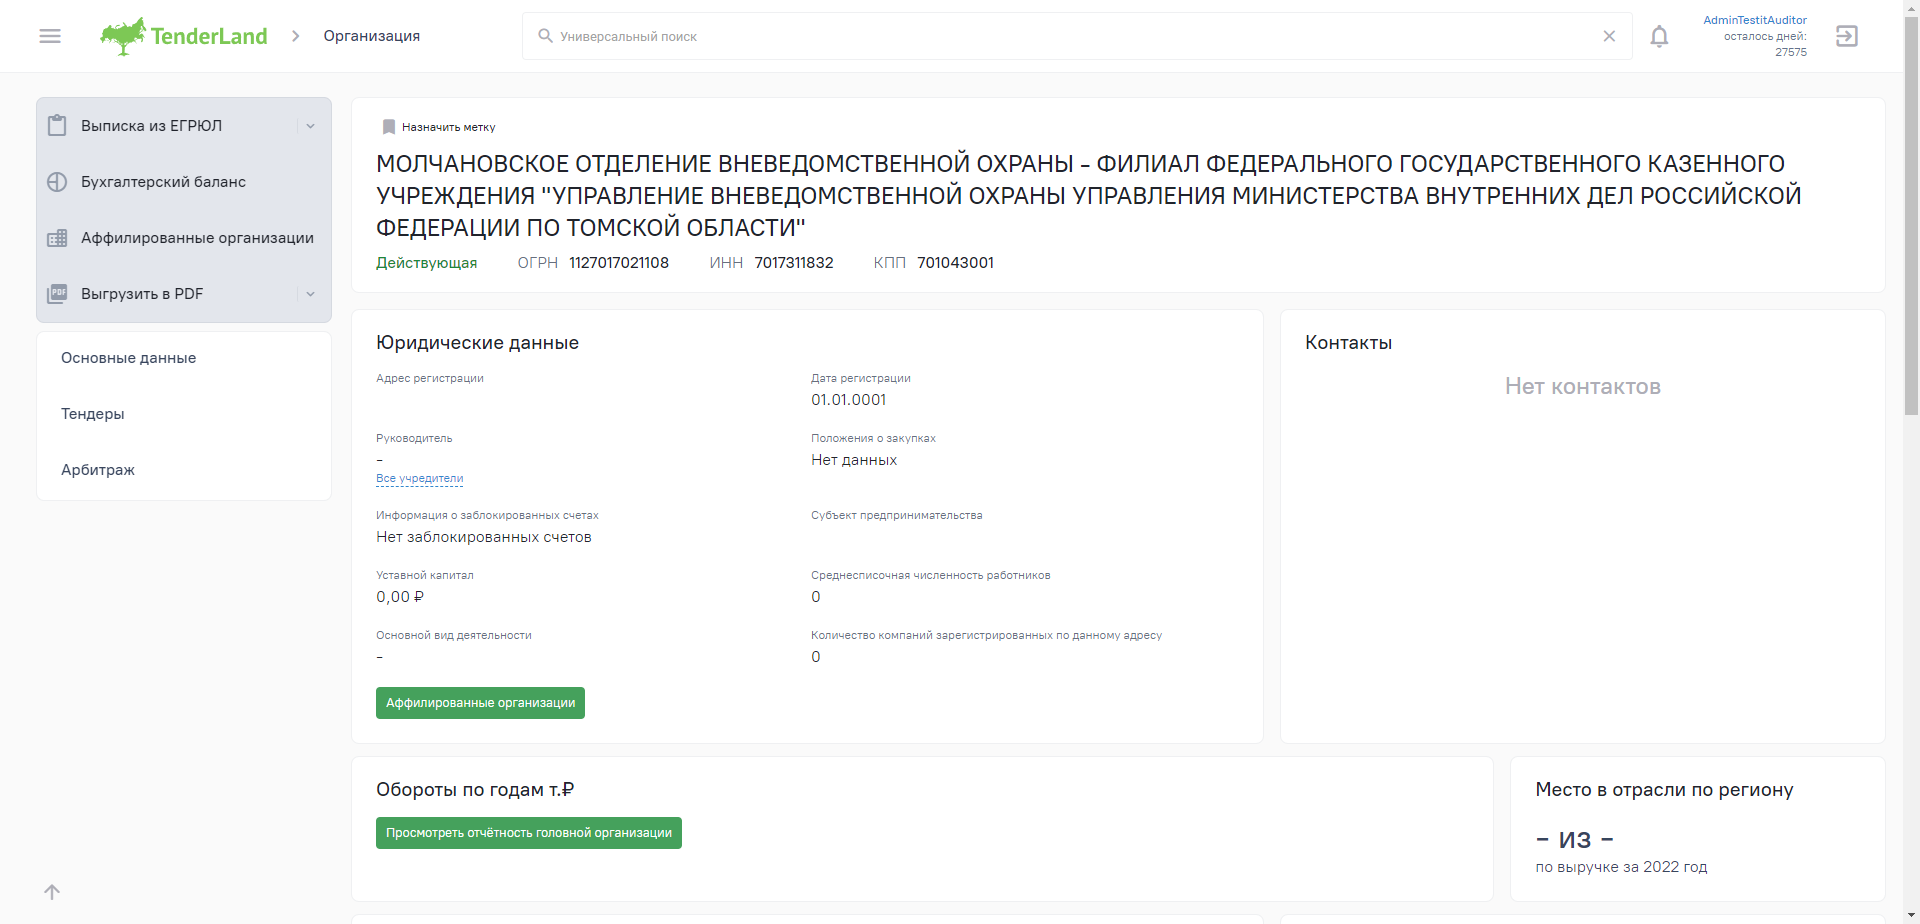 TenderLand
Организация
Универсальный поиск
AdminTestitAuditor
осталось дней:
27575
Выписка из ЕГРЮЛ
Бухгалтерский баланс
Аффилированные организации
PDF
Выгрузить в PDF
Основные данные
Тендеры
Арбитраж
Назначить метку
МОЛЧАНОВСКОЕ ОТДЕЛЕНИЕ ВНЕВЕДОМСТВЕННОЙ ОХРАНЫ - ФИЛИАЛ ФЕДЕРАЛЬНОГО ГОСУДАРСТВЕННОГО КАЗЕННОГО
УЧРЕЖДЕНИЯ "УПРАВЛЕНИЕ ВНЕВЕДОМСТВЕННОЙ ОХРАНЫ УПРАВЛЕНИЯ МИНИСТЕРСТВА ВНУТРЕННИХ ДЕЛ РОССИЙСКОЙ
ФЕДЕРАЦИИ ПО ТОМСКОЙ ОБЛАСТИ"
Действующая ОГРН 1127017021108 ИНН 7017311832 КПП 701043001
Юридические данные
Адрес регистрации
Дата регистрации
01.01.0001
Руководитель
-
Все учредители
Положения о закупках
Нет данных
Информация о заблокированных счетах
Нет заблокированных счетов
Субъект предпринимательства
Уставной капитал
0,00 ₽
Среднесписочная численность работников
0
Основной вид деятельности
-
Количество компаний зарегистрированных по данному адресу
0
Аффилированные организации
Контакты
Нет контактов
Обороты по годам т.₽
Просмотреть отчётность головной организации
Место в отрасли по региону
- из -
по выручке за 2022 год